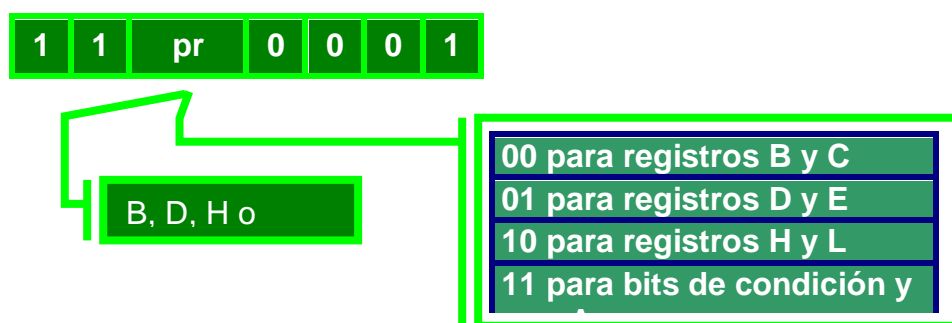 1 1 pr 0 0 0 1
B, D, H o
00 para registros B y C
01 para registros D y E
10 para registros H y L
11 para bits de condición y